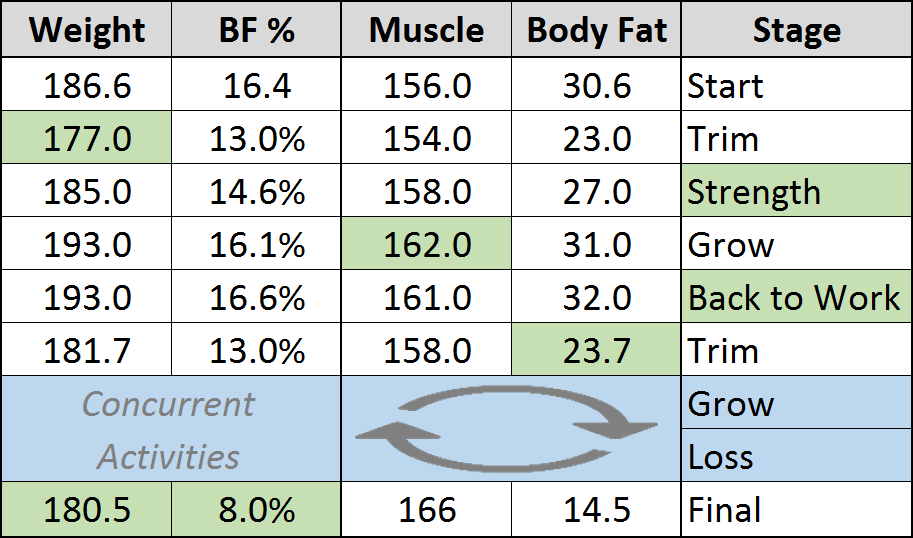 Weight BF % Muscle Body Fat Stage
186.6 16.4 156.0 30.6 Start
177.0 13.0% 154.0 23.0 Trim
185.0 14.6% 158.0 27.0 Strength
193.0 16.1% 162.0 31.0 Grow
193.0 16.6% 161.0 32.0 Back to Work
181.7 13.0% 158.0 23.7 Trim
Concurrent Grow
Activities Loss
180.5 8.0% 166 14.5 Final